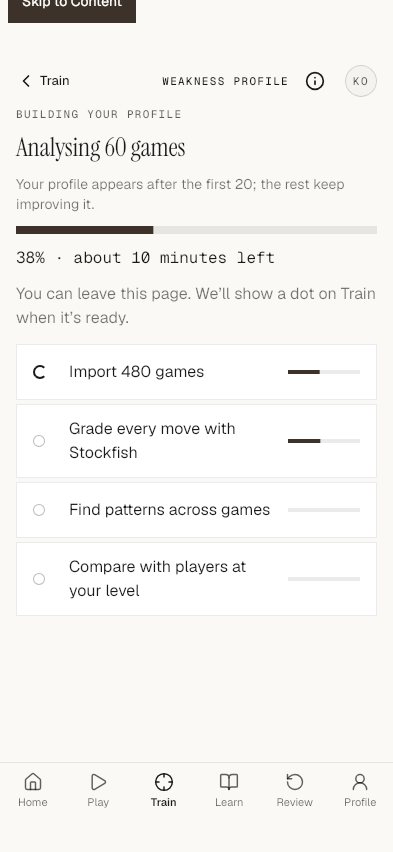 Skip to Content
Train
WEAKNESS PROFILE
KO
BUILDING YOUR PROFILE
Analysing 60 games
Your profile appears after the first 20; the rest keep
improving it.
38% · about 10 minutes left
You can leave this page. We’ll show a dot on Train
when it’s ready.
Import 480 games
Grade every move with
Stockfish
Find patterns across games
Compare with players at
your level
Home
Play
Train
Learn
Review
Profile